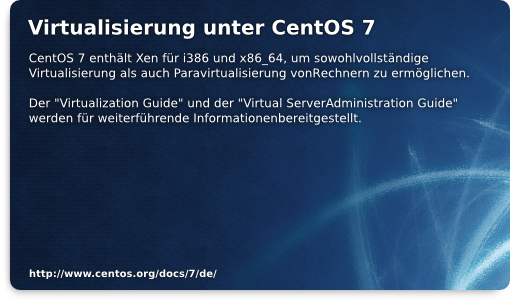 Virtualisierung unter CentOS 7
CentOS 7 enthält Xen für i386 und x86_64, um sowohlvollständige
Virtualisierung als auch Paravirtualisierung vonRechnern zu ermöglichen.
Der "Virtualization Guide" und der "Virtual ServerAdministration Guide"
werden für weiterführende Informationenbereitgestellt.
http://www.centos.org/docs/7/de/